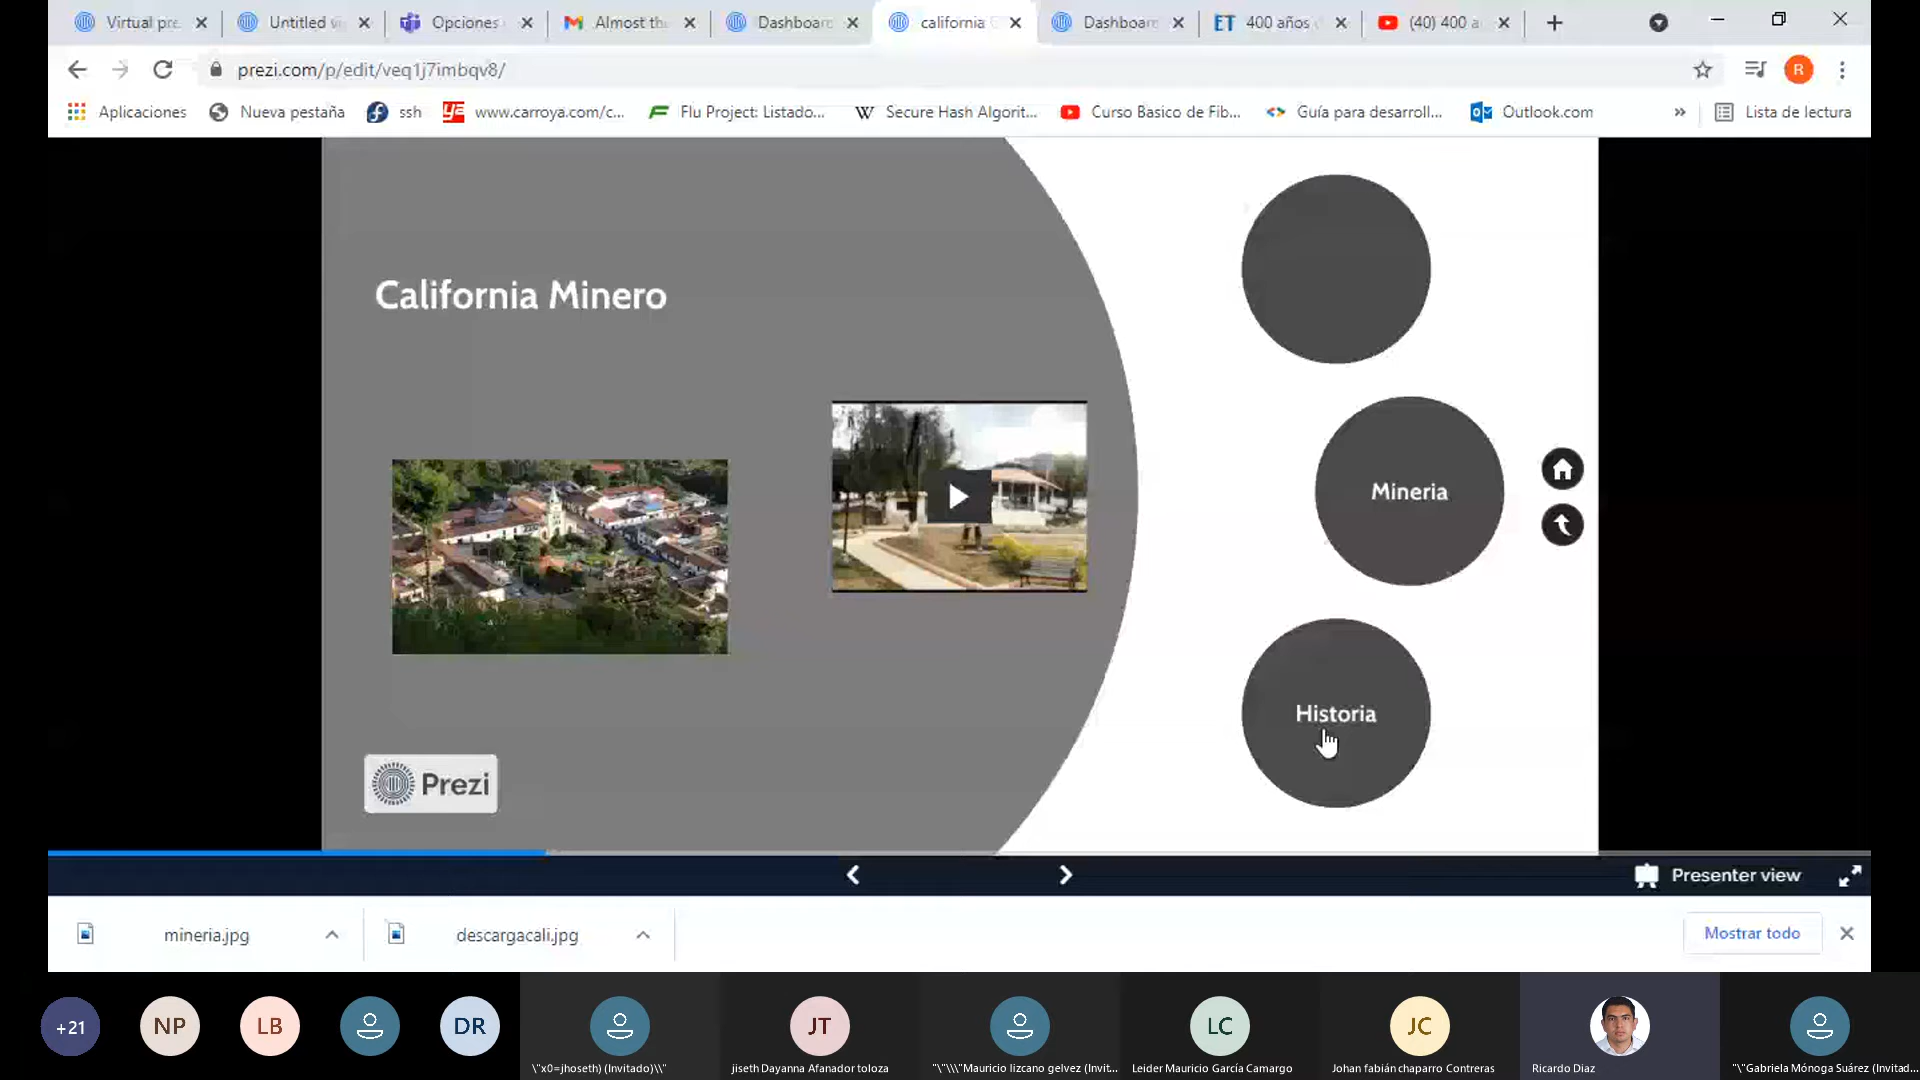 Virtual pre
Untitled vi
Opciones
Almost th
Dashboar
california
Dashboar
ET 400 años
(40) 400 a
prezi.com/p/edit/veq1j7imbqv8/
R
Aplicaciones
Nueva pestaña
ssh
www.carroya.com/c...
Flu Project: Listado...
W Secure Hash Algorit...
Curso Basico de Fib...
Guía para desarroll...
Outlook.com
»
Lista de lectura
California Minero
Mineria
Historia
Prezi
Presenter view
mineria.jpg
descargacali.jpg
Mostrar todo
+21
NP
LB
DR
JT
LC
JC
\"x0=jhoseth) (Invitado)\\"
jiseth Dayanna Afanador toloza
"\"\\\"Mauricio lizcano gelvez (Invit...
Leider Mauricio García Camargo
Johan fabián chaparro Contreras
Ricardo Diaz
"\"Gabriela Mónoga Suárez (Invitad...